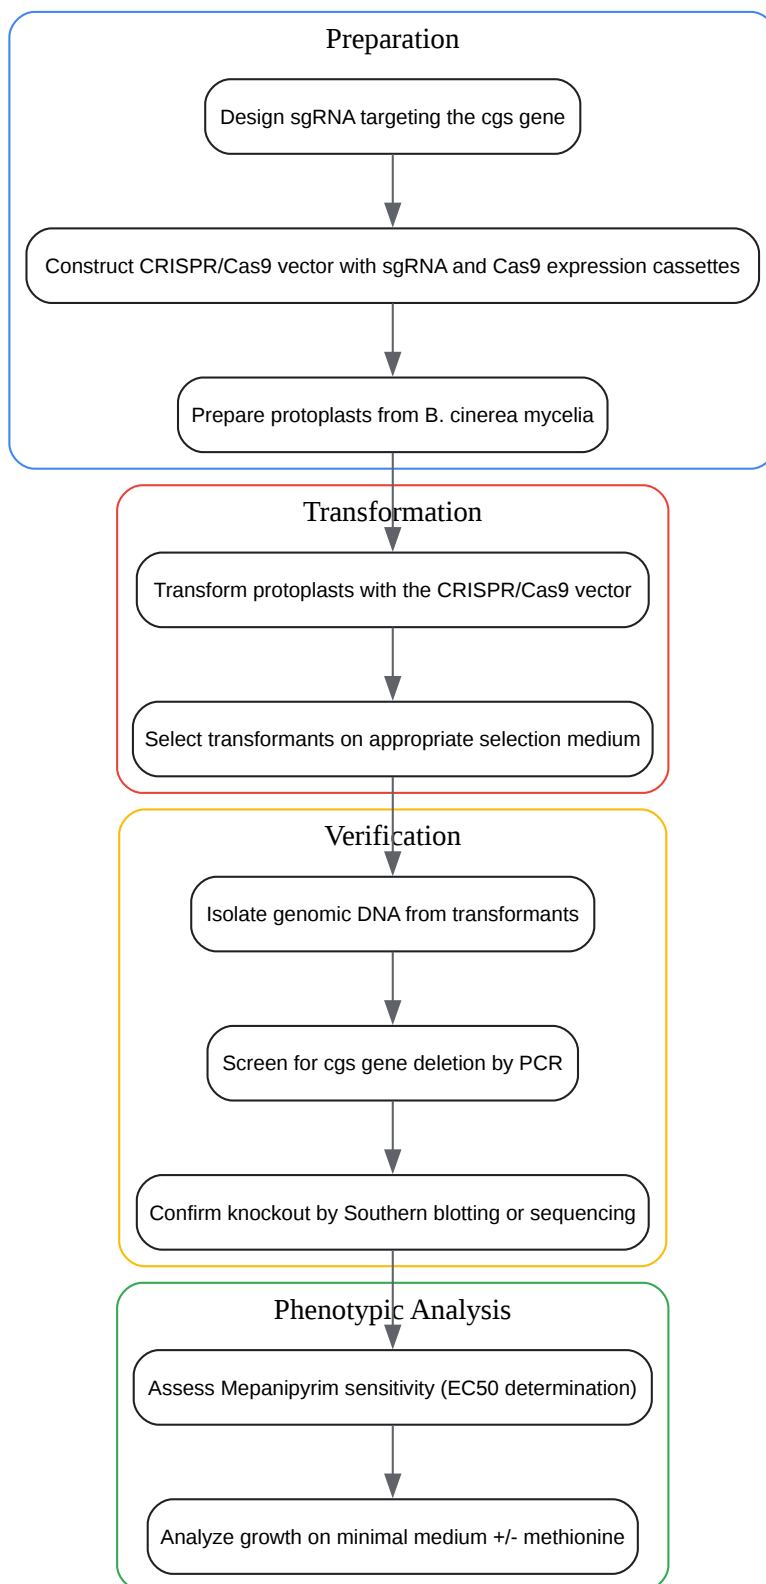 Preparation
Design sgRNA targeting the cgs gene
Construct CRISPR/Cas9 vector with sgRNA and Cas9 expression cassettes
Prepare protoplasts from B. cinerea mycelia
Transformation
Transform protoplasts with the CRISPR/Cas9 vector
Select transformants on appropriate selection medium
Verification
Isolate genomic DNA from transformants
Screen for cgs gene deletion by PCR
Confirm knockout by Southern blotting or sequencing
Phenotypic Analysis
Assess Mepanipyrim sensitivity (EC50 determination)
Analyze growth on minimal medium +/- methionine